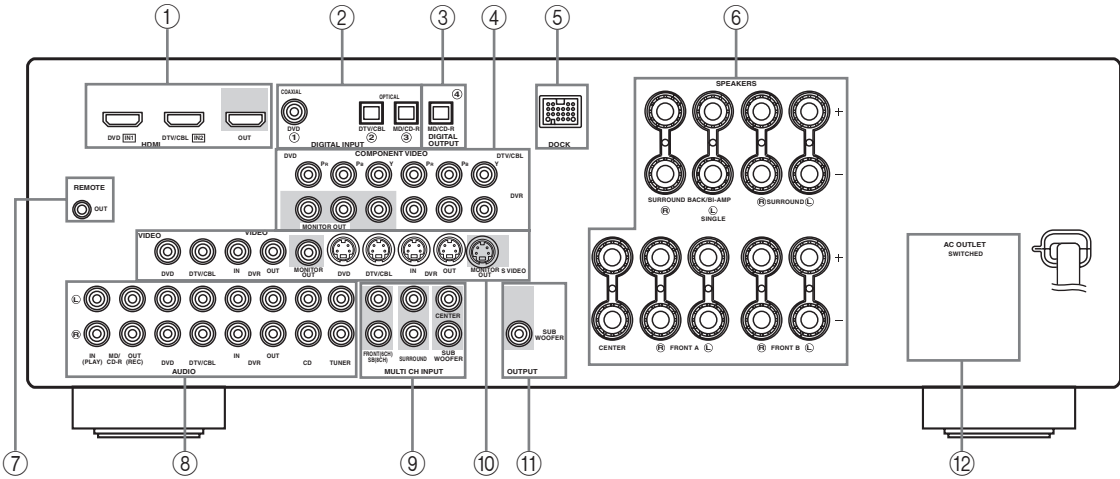 ① ② ③ ④ ⑤ ⑥
SPEAKERS
COAXIAL
OPTICAL
④
DVD IN1
DTV/CBL IN2
OUT
HDMI
DVD
①
DTV/CBL
②
MD/CD-R
③
DIGITAL INPUT
MD/CD-R
DIGITAL
OUTPUT
DOCK
+
−
COMPONENT VIDEO
DVD
DTV/CBL
PR PB Y PR PB Y
DVR
MONITOR OUT
REMOTE
OUT
SURROUND BACK/BI-AMP
R
L
SINGLE
R SURROUND L
VIDEO
VIDEO
DVD DTV/CBL IN DVR OUT MONITOR OUT
DVD DTV/CBL IN DVR OUT MONITOR OUT
S VIDEO
AC OUTLET
SWITCHED
+
−
L
R
IN
(PLAY)
MD/
CD-R
OUT
(REC)
DVD DTV/CBL IN DVR OUT CD TUNER
AUDIO
CENTER
FRONT(6CH)
SB(8CH)
SURROUND
SUB
WOOFER
MULTI CH INPUT
SUB
WOOFER
OUTPUT
CENTER
R FRONT A L
R FRONT B L
⑦ ⑧ ⑨ ⑩ ⑪ ⑫